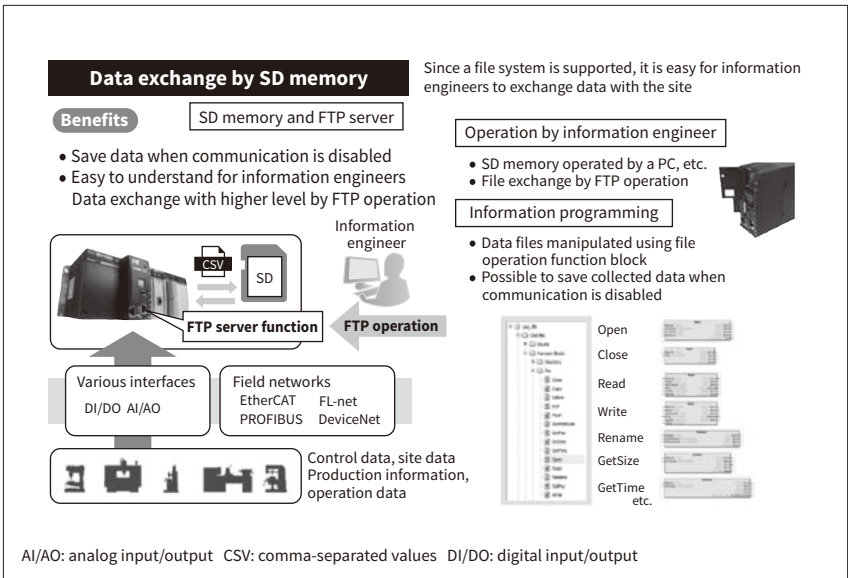 Data exchange by SD memory
Since a file system is supported, it is easy for information
engineers to exchange data with the site
Benefits
SD memory and FTP server
• Save data when communication is disabled
• Easy to understand for information engineers
Data exchange with higher level by FTP operation
Information
engineer
CSV
SD
FTP server function
FTP operation
Various interfaces
DI/DO AI/AO
Field networks
EtherCAT FL-net
PROFIBUS DeviceNet
Control data, site data
Production information,
operation data
Operation by information engineer
• SD memory operated by a PC, etc.
• File exchange by FTP operation
Information programming
• Data files manipulated using file
operation function block
• Possible to save collected data when
communication is disabled
Open
Close
Read
Write
Rename
GetSize
GetTime
etc.
AI/AO: analog input/output CSV: comma-separated values DI/DO: digital input/output